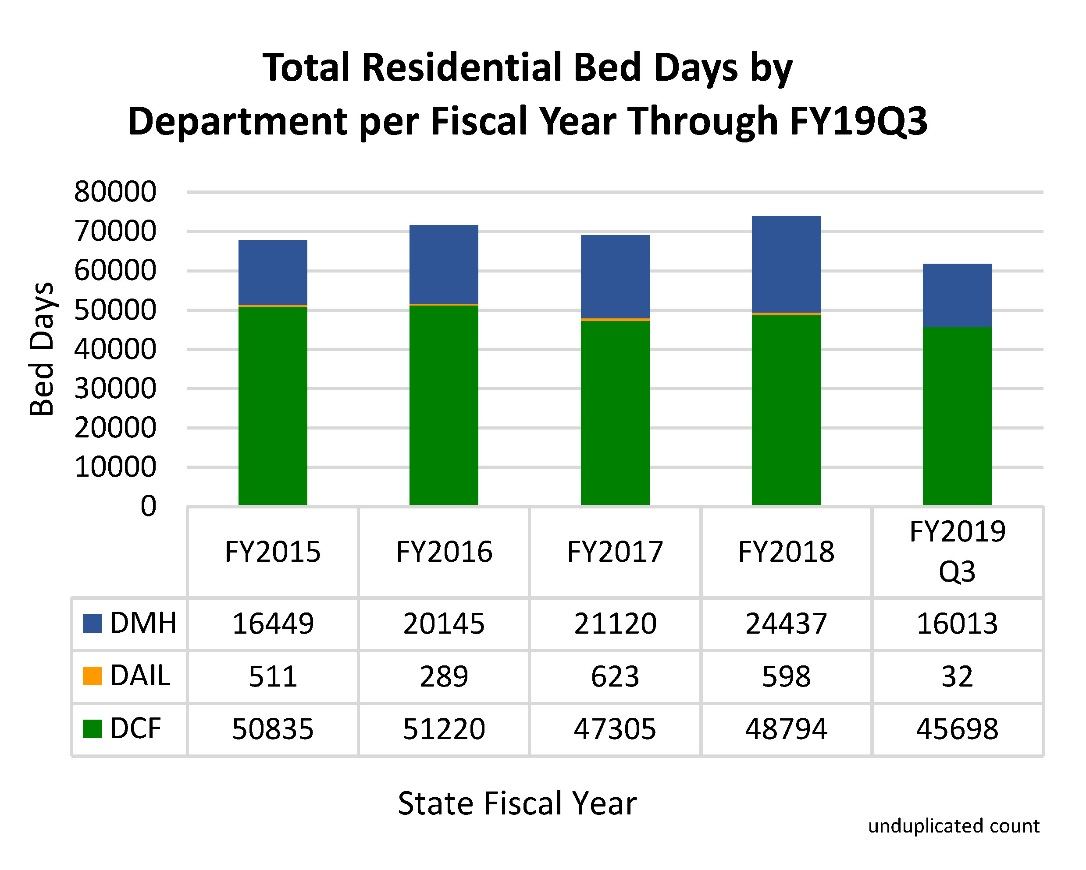 Total Residential Bed Days by
Department per Fiscal Year Through FY19Q3
80000
70000
60000
50000
40000
30000
20000
10000
0
Bed Days
FY2015 FY2016 FY2017 FY2018 FY2019 Q3
DMH 16449 20145 21120 24437 16013
DAIL 511 289 623 598 32
DCF 50835 51220 47305 48794 45698
State Fiscal Year
unduplicated count